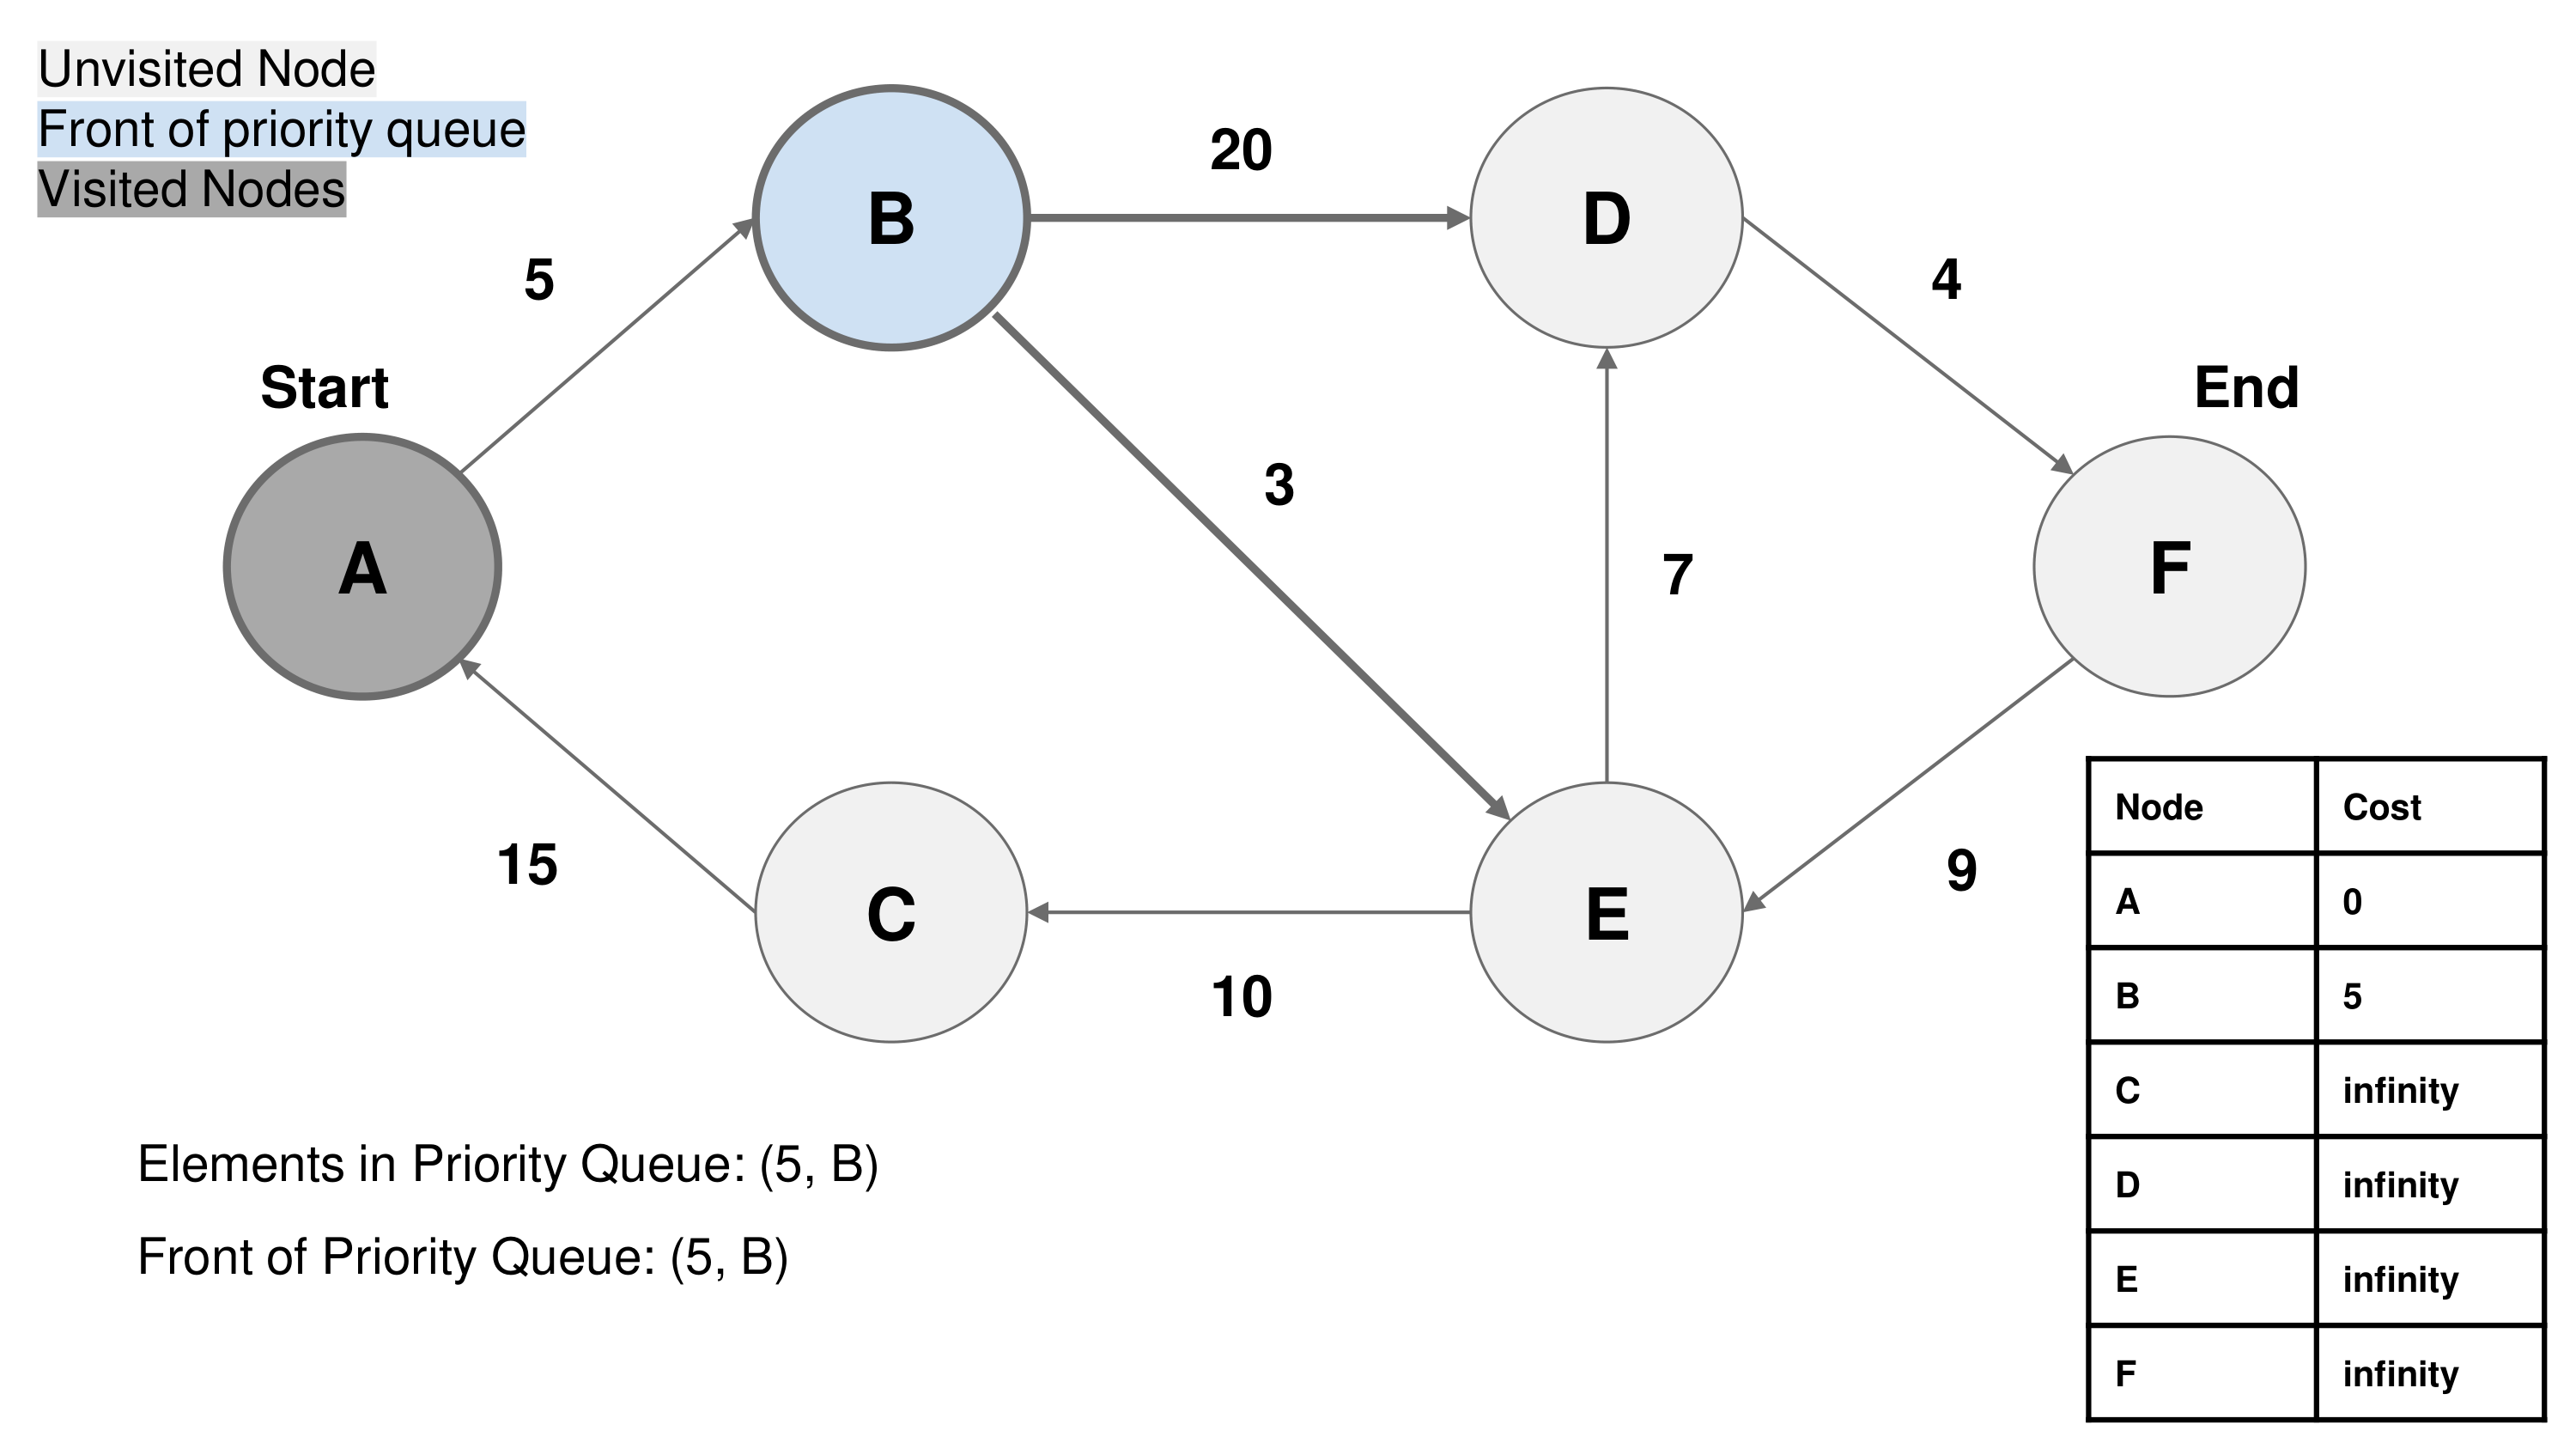 Unvisited Node
Front of priority queue
Visited Nodes
B
20
D
5
4
Start
End
3
A
7
F
15
C
E
9
10
Node Cost
A 0
B 5
C infinity
D infinity
E infinity
F infinity
Elements in Priority Queue: (5, B)
Front of Priority Queue: (5, B)